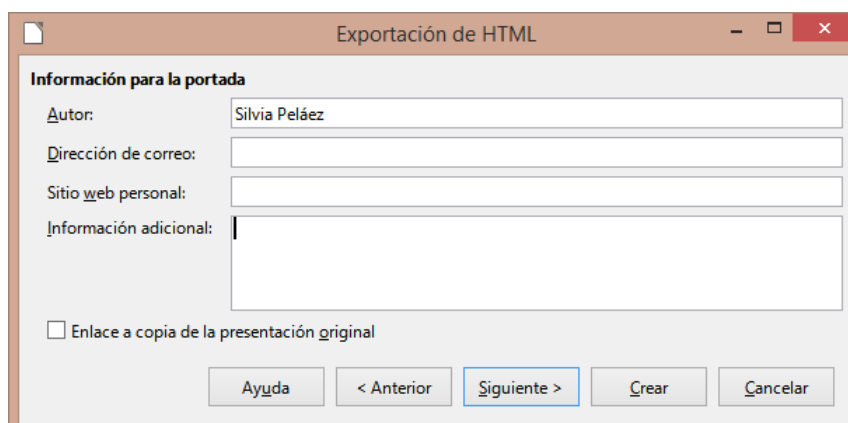 Exportación de HTML
Información para la portada
Autor: Silvia Peláez
Dirección de correo:
Sitio web personal:
Información adicional:
Enlace a copia de la presentación original
Ayuda < Anterior Siguiente > Crear Cancelar